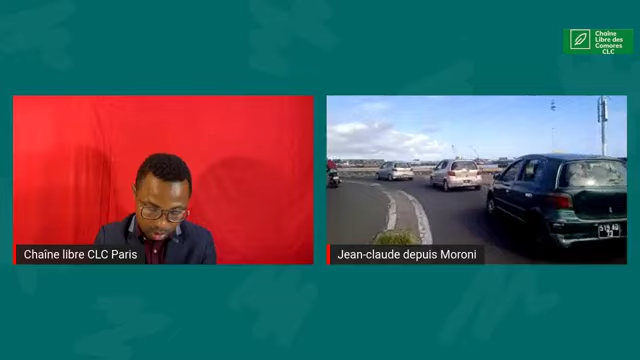 Chaîne
Libre des
Comores
CLC
Chaîne libre CLC Paris
Jean-claude depuis Moroni